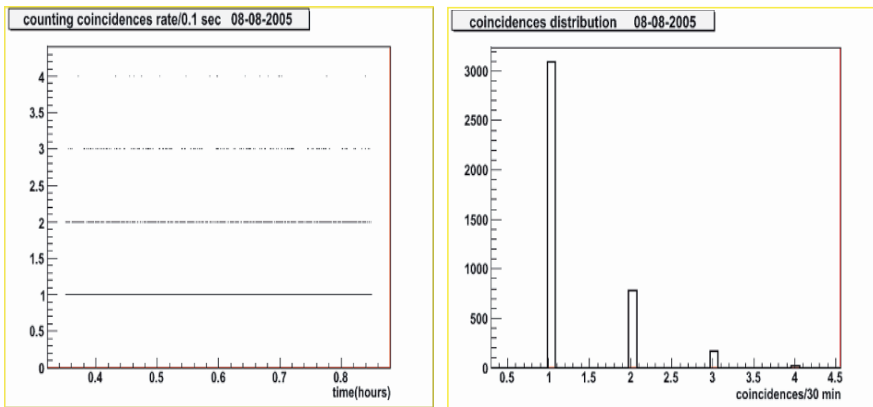 counting coincidences rate/0.1 sec 08-08-2005
4
3.5
3
2.5
2
1.5
1
0.5
0
0.4 0.5 0.6 0.7 0.8
time(hours)
coincidences distribution 08-08-2005
3000
2500
2000
1500
1000
500
0
0.5 1 1.5 2 2.5 3 3.5 4 4.5
coincidences/30 min